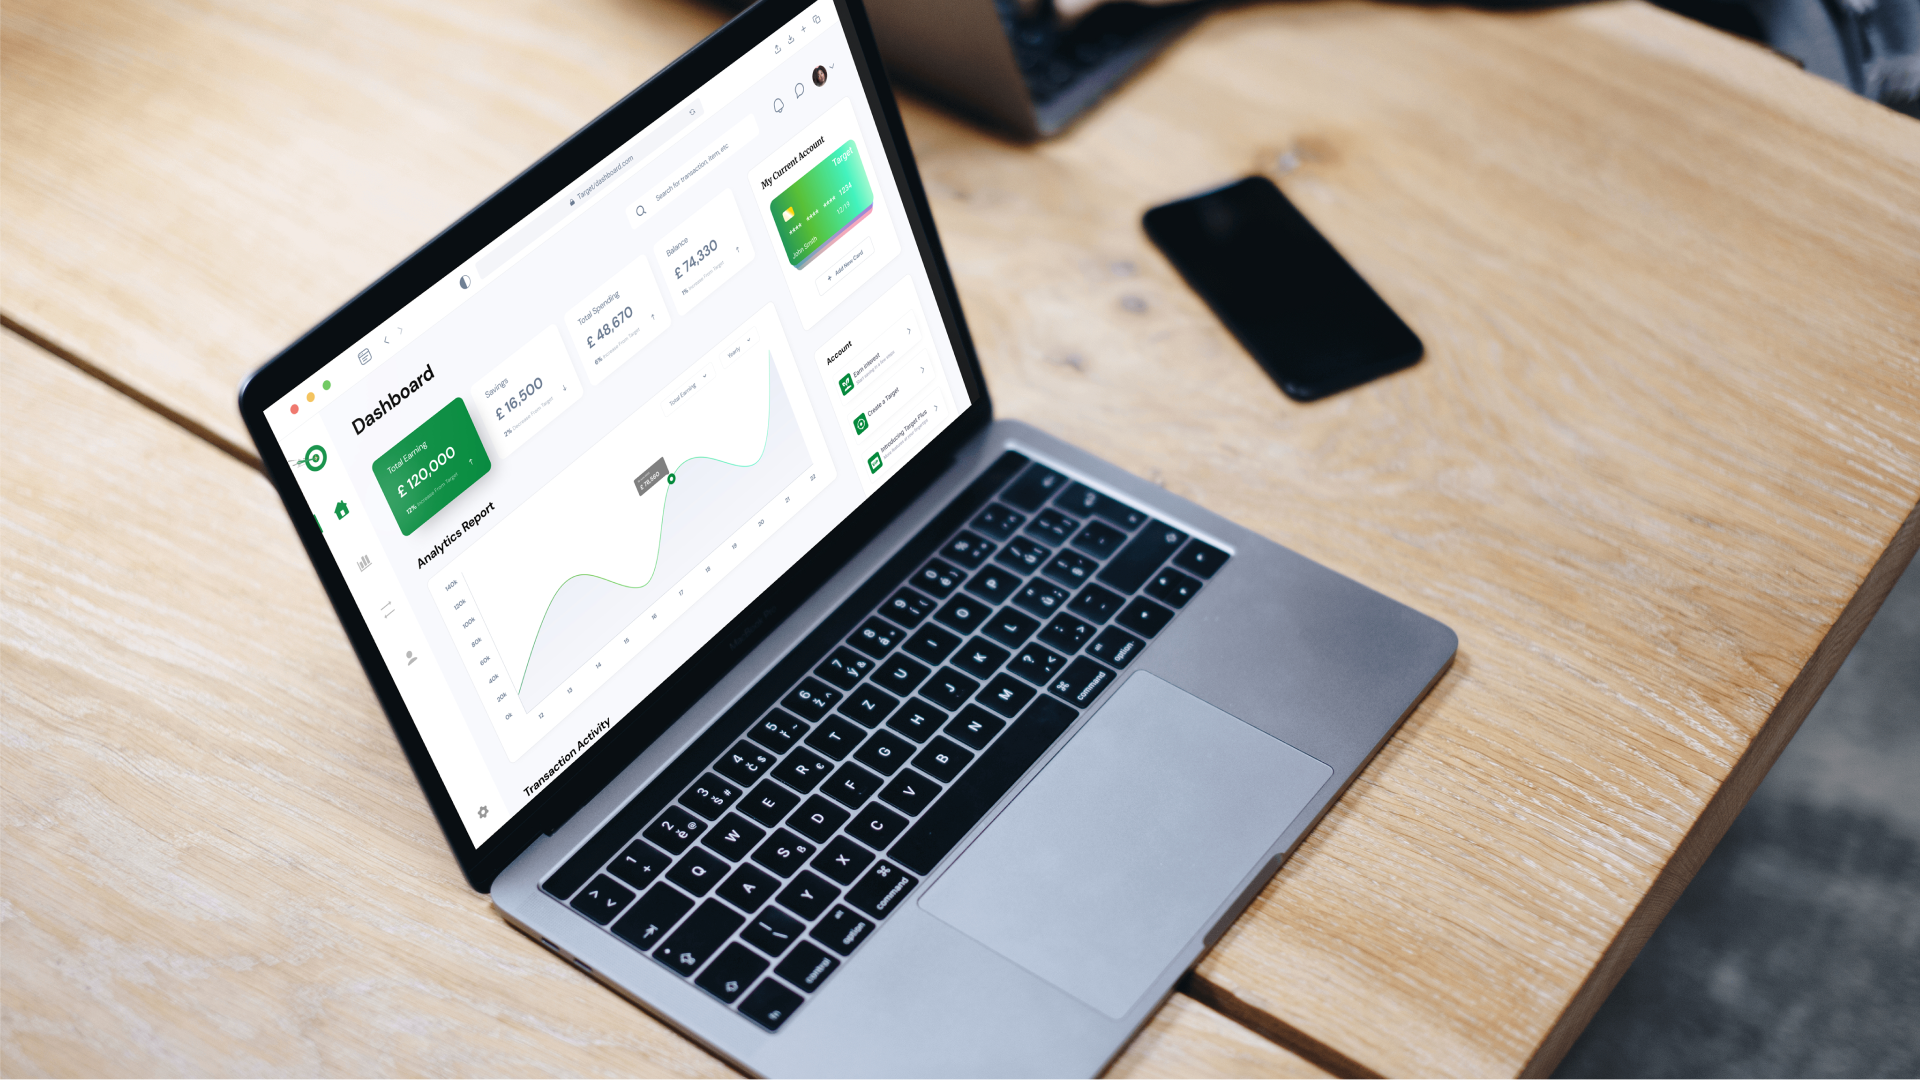 Target/dashboard.com
Dashboard
Search for transaction, item, etc
Total Earning
£ 120,000
12% Increase From Target
Savings
£ 16,500
2% Decrease From Target
Total Spending
£ 48,670
6% Increase From Target
Balance
£ 74,330
1% Increase From Target
My Current Account
Target
**** **** **** 1234
12/19
John Smith
+ Add New Card
Analytics Report
Total Earning
Yearly
140k
120k
100k
80k
60k
40k
20k
0k
12 13 14 15 16 17 18 19 20 21 22
Account
Earn Interest
Create a Target
Introducing Target Plus
Transaction Activity
1 2 3 4 5 6 7 8 9 0
Q W E R T Z U I O P
A S D F G H J K L
Y X C V B N M
fn control option command command option